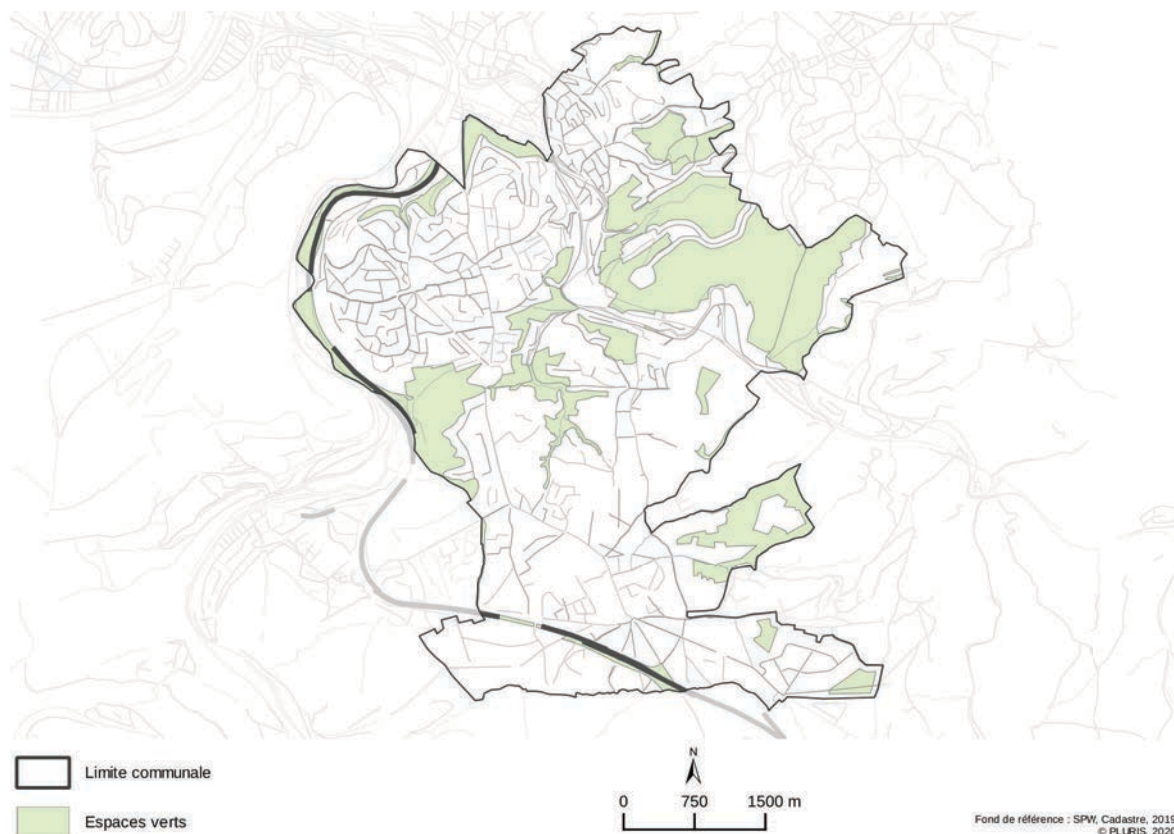 Limite communale
Espaces verts
N
0 750 1500 m
Fond de référence : SPW, Cadastre, 2019
© PLURIS, 2020